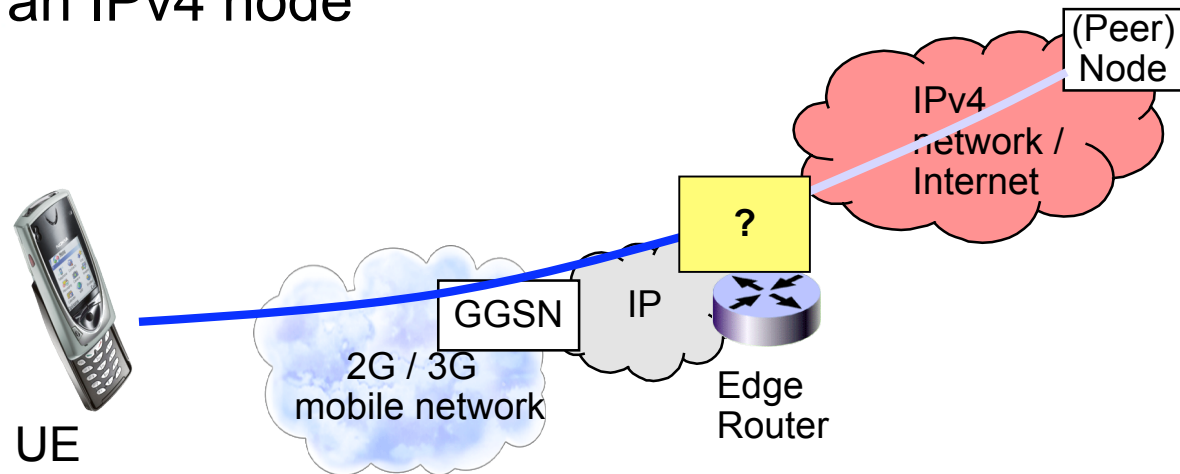 an IPv4 node
(Peer)
Node
IPv4
network /
Internet
?
GGSN
IP
2G / 3G
mobile network
Edge
Router
UE